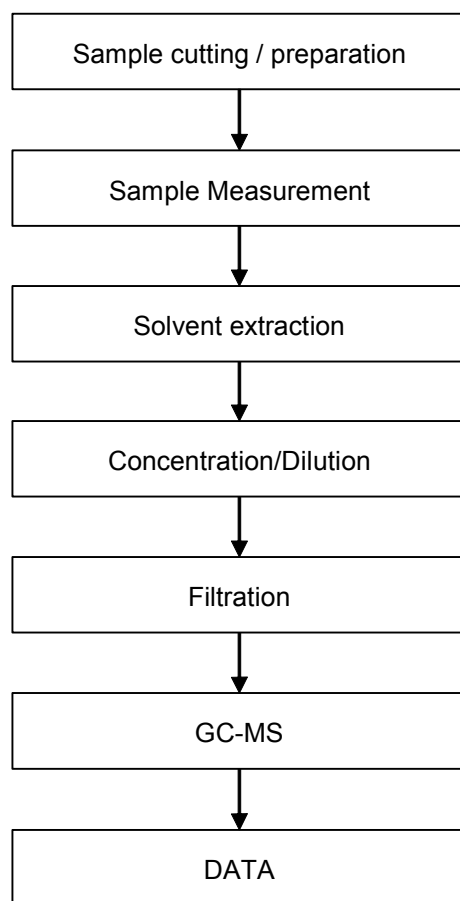 Sample cutting / preparation
Sample Measurement
Solvent extraction
Concentration/Dilution
Filtration
GC-MS
DATA